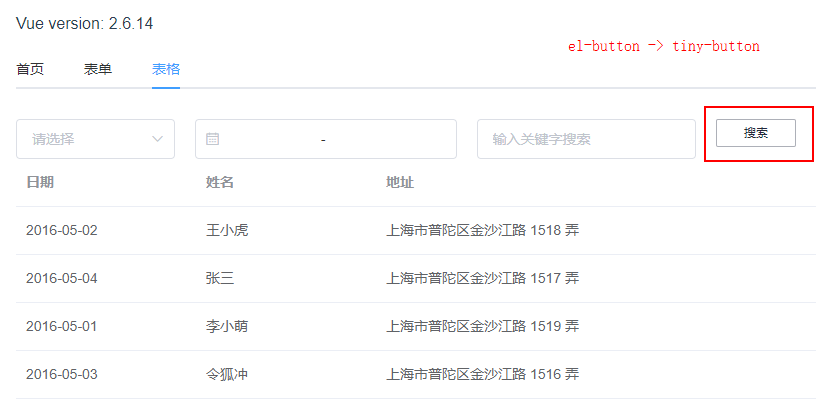 Vue version: 2.6.14
el-button -> tiny-button
首页 表单 表格
请选择 - 输入关键字搜索 搜索
日期 姓名 地址
2016-05-02 王小虎 上海市普陀区金沙江路 1518 弄
2016-05-04 张三 上海市普陀区金沙江路 1517 弄
2016-05-01 李小萌 上海市普陀区金沙江路 1519 弄
2016-05-03 令狐冲 上海市普陀区金沙江路 1516 弄